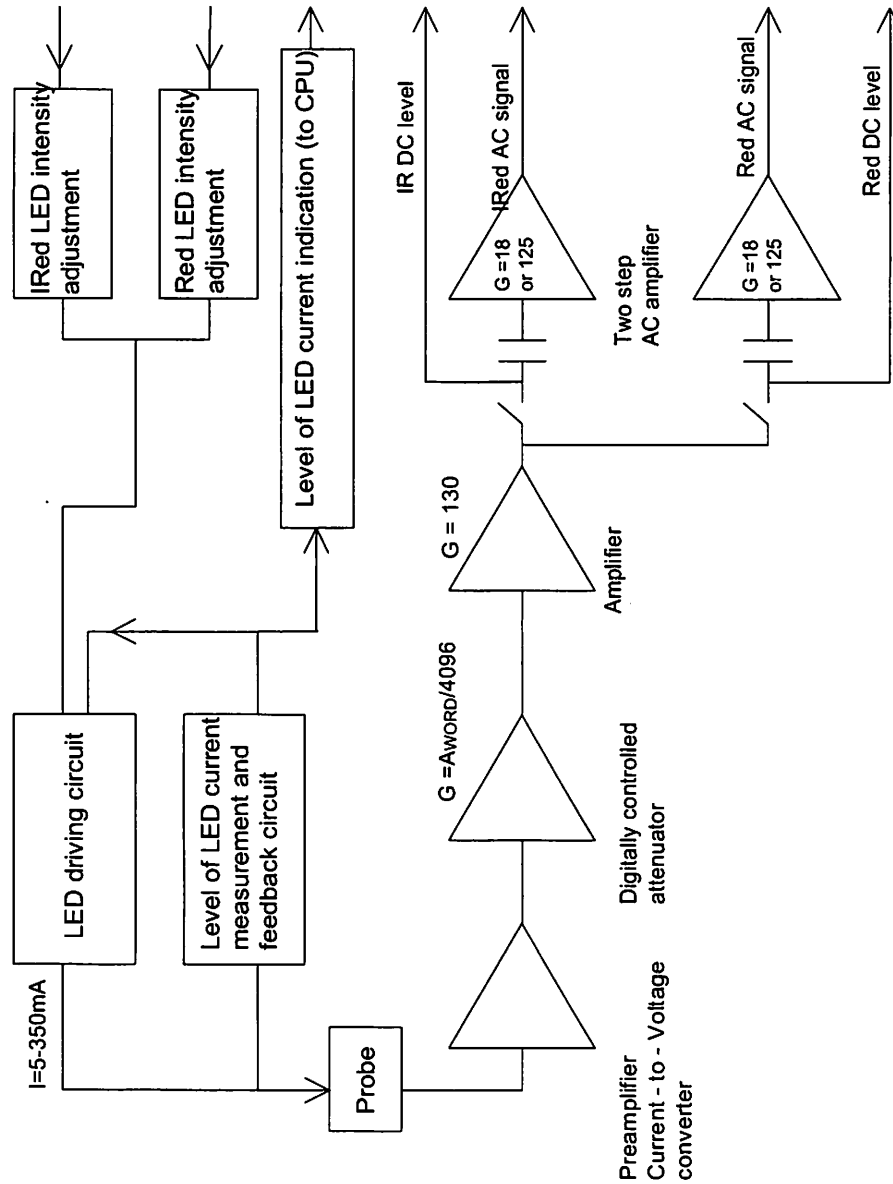 IRed LED intensity
adjustment
Red LED intensity
adjustment
Level of LED current indication (to CPU)
LED driving circuit
Level of LED current
measurement and
feedback circuit
I=5-350mA
Probe
Preamplifier
Current - to - Voltage
converter
Digitally controlled
attenuator
G =AWORD/4096
Amplifier
G = 130
Two step
AC amplifier
G =18
or 125
G =18
or 125
IR DC level
IRed AC signal
Red AC signal
Red DC level